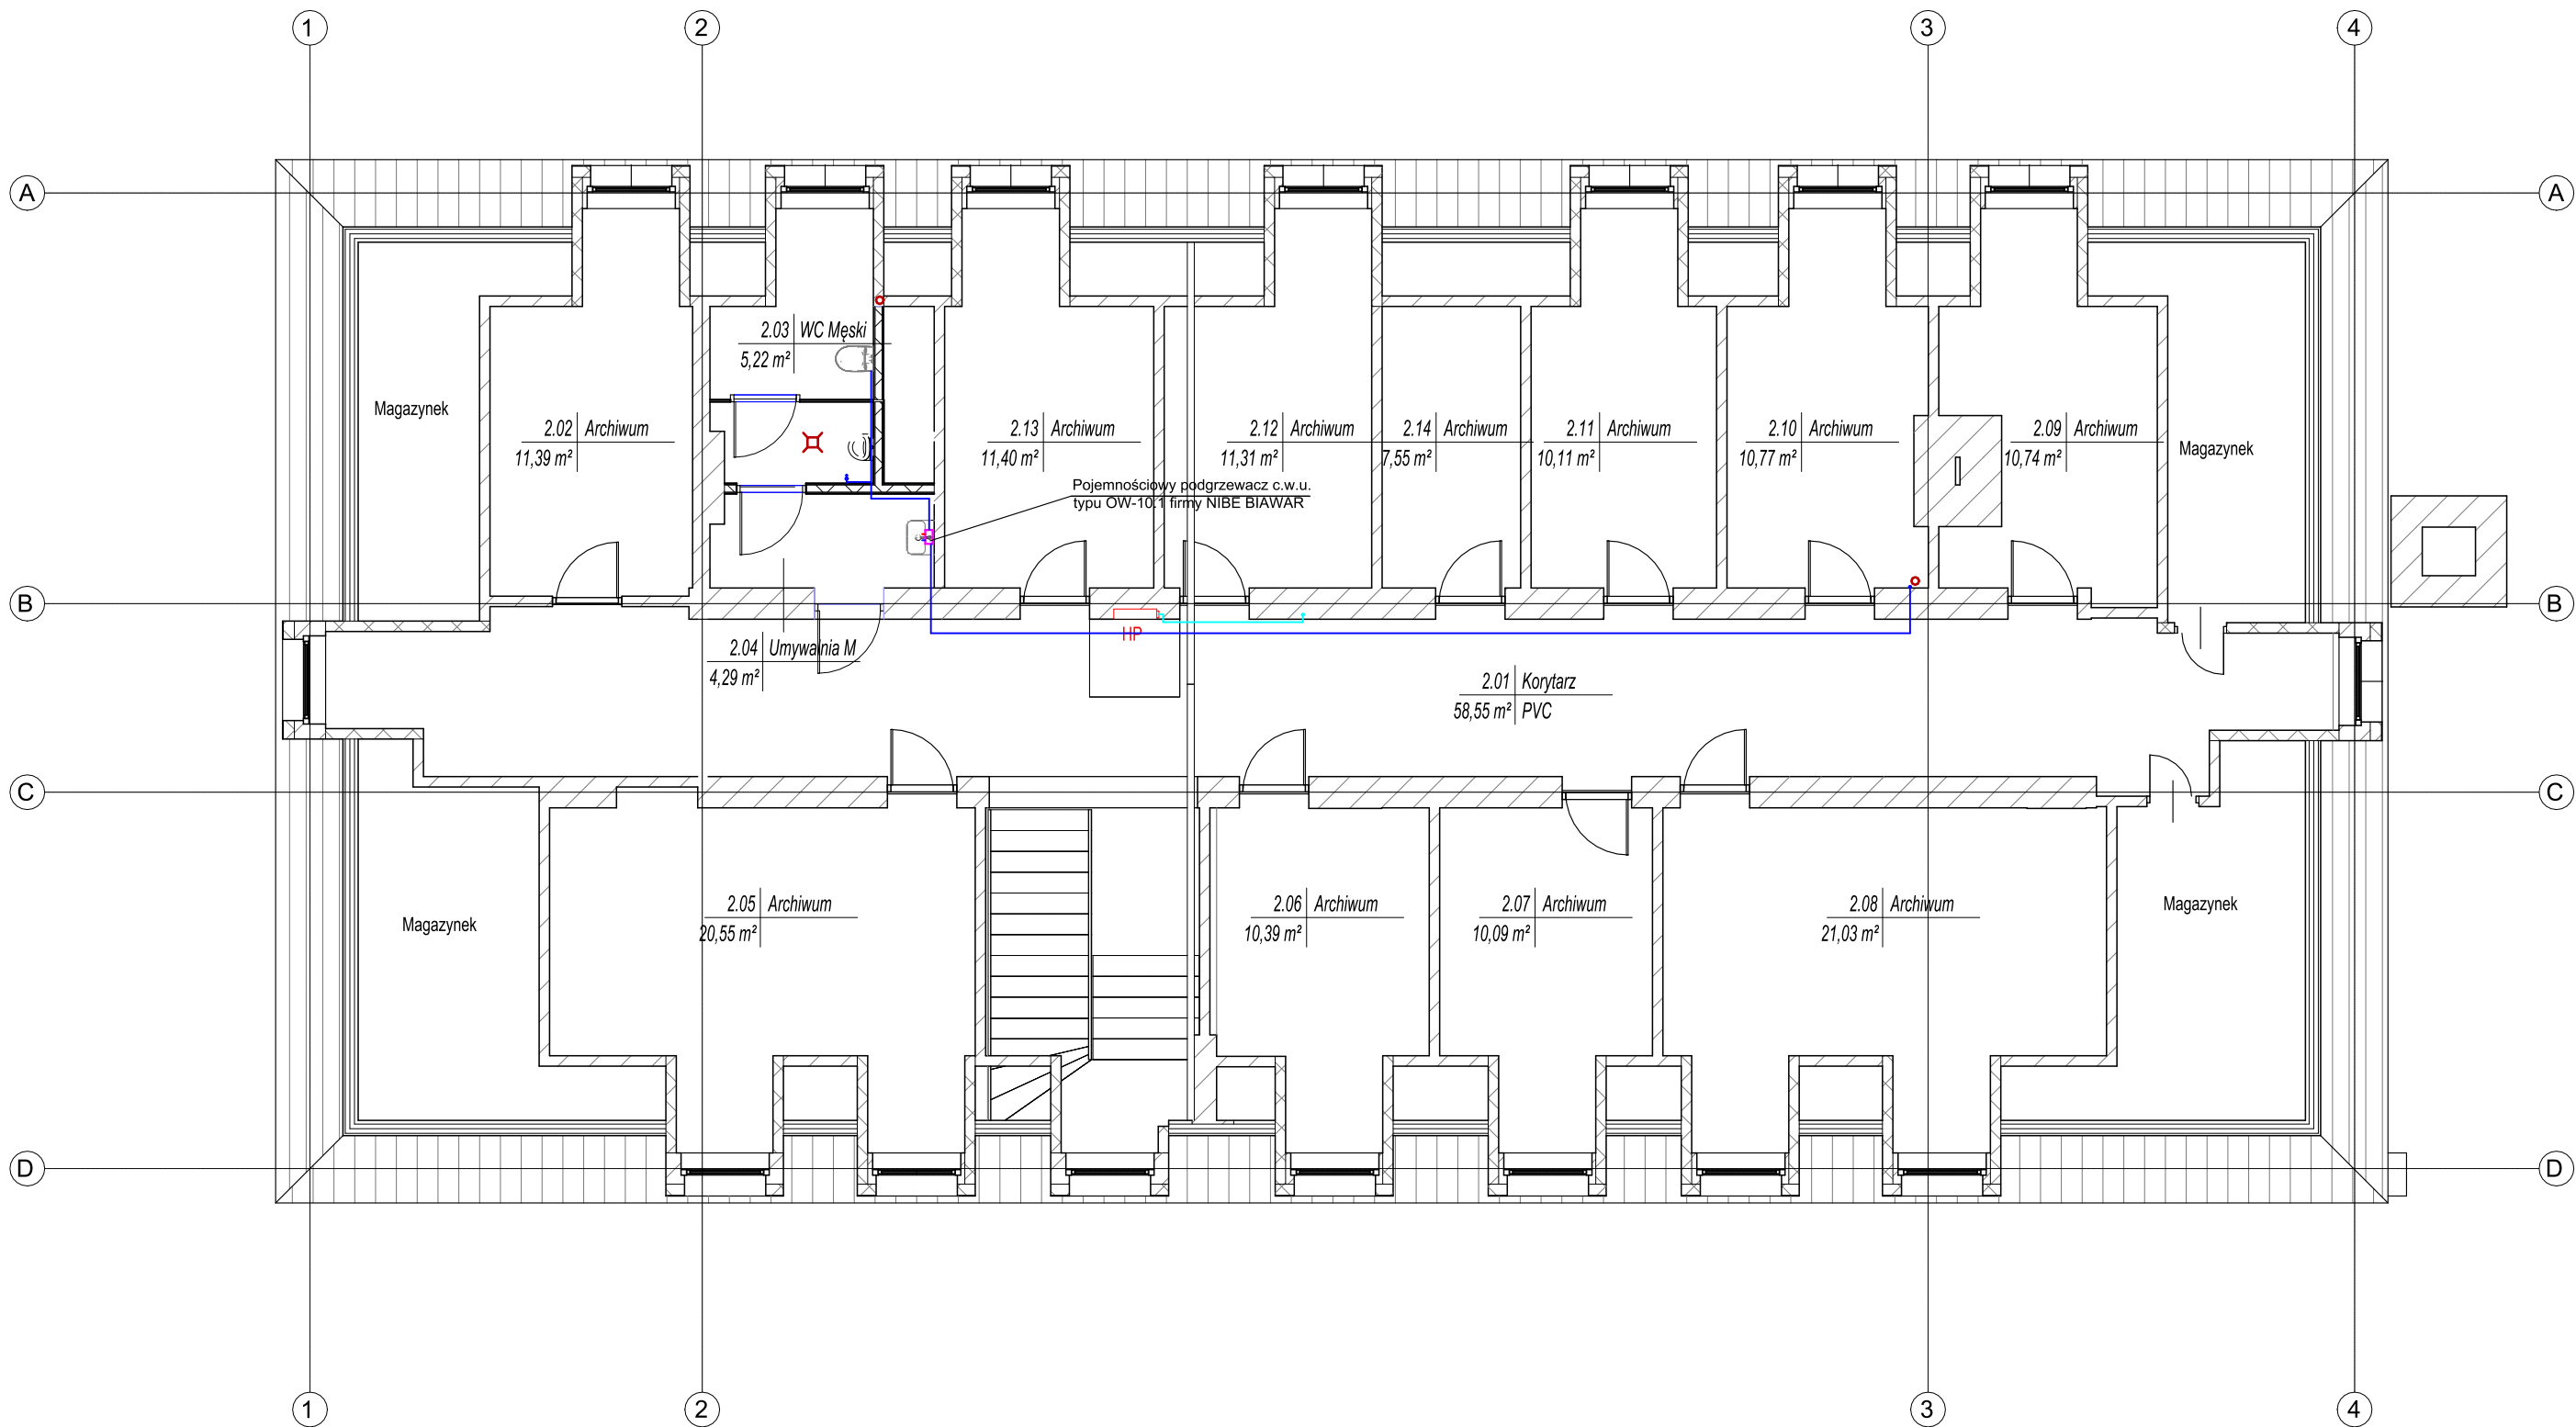 1
2
3
4
A
A
2.03 WC Męski
5,22 m²
Magazynek
2.02 Archiwum
11,39 m²
2.13 Archiwum
11,40 m²
2.12 Archiwum
11,31 m²
2.14 Archiwum
7,55 m²
2.11 Archiwum
10,11 m²
2.10 Archiwum
10,77 m²
2.09 Archiwum
10,74 m²
Magazynek
Pojemnościowy podgrzewacz c.w.u.
typu OW-10.1 firmy NIBE BIAWAR
B
B
HP
2.04 Umywalnia M
4,29 m²
2.01 Korytarz
58,55 m² PVC
C
C
2.05 Archiwum
20,55 m²
2.06 Archiwum
10,39 m²
2.07 Archiwum
10,09 m²
2.08 Archiwum
21,03 m²
Magazynek
Magazynek
D
D
1
2
3
4